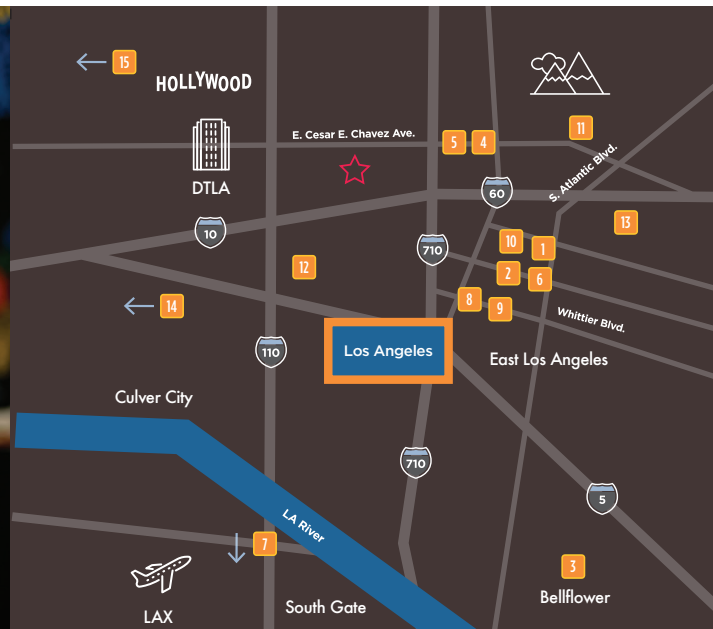 15
HOLLYWOOD
DTLA
E. Cesar E. Chavez Ave.
5
4
11
S. Atlantic Blvd.
60
13
10
710
10
1
12
2
6
14
8
9
Whittier Blvd.
110
Los Angeles
East Los Angeles
Culver City
710
5
LA River
7
3
LAX
South Gate
Bellflower